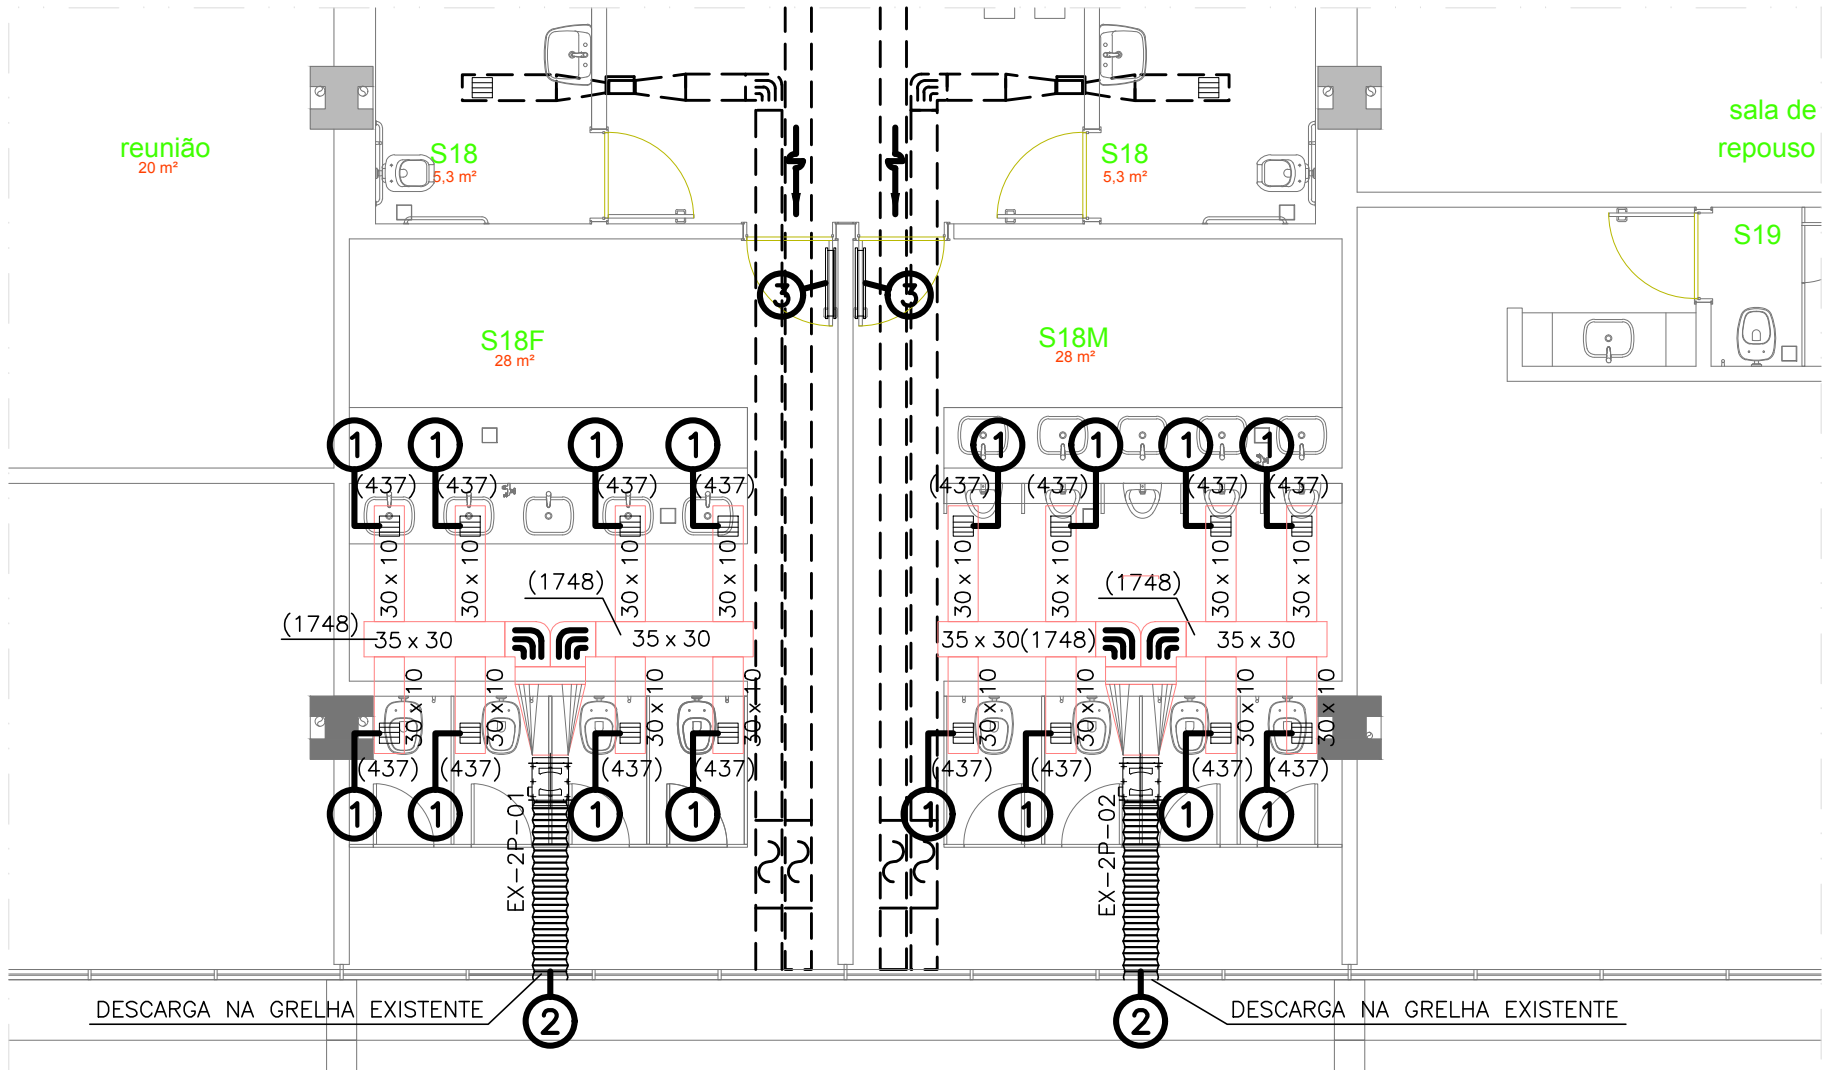 sala de
reunião
20 m²
S18
5,3 m²
S18
5,3 m²
repouso
S19
3
3
S18F
28 m²
S18M
28 m²
1
1
1
1
1
1
1
1
(437)
(437)
(437)
(437)
(437)
(437)
(437)
(437)
30 x 10
30 x 10
30 x 10
30 x 10
30 x 10
30 x 10
30 x 10
30 x 10
(1748)
(1748)
(1748)
35 x 30
35 x 30
35 x 30(1748)
35 x 30
30 x 10
30 x 10
30 x 10
30 x 10
30 x 10
30 x 10
30 x 10
30 x 10
(437)
(437)
(437)
(437)
(437)
(437)
(437)
(437)
1
1
1
1
1
1
1
1
EX-2P-01
EX-2P-02
DESCARGA NA GRELHA EXISTENTE
2
2
DESCARGA NA GRELHA EXISTENTE